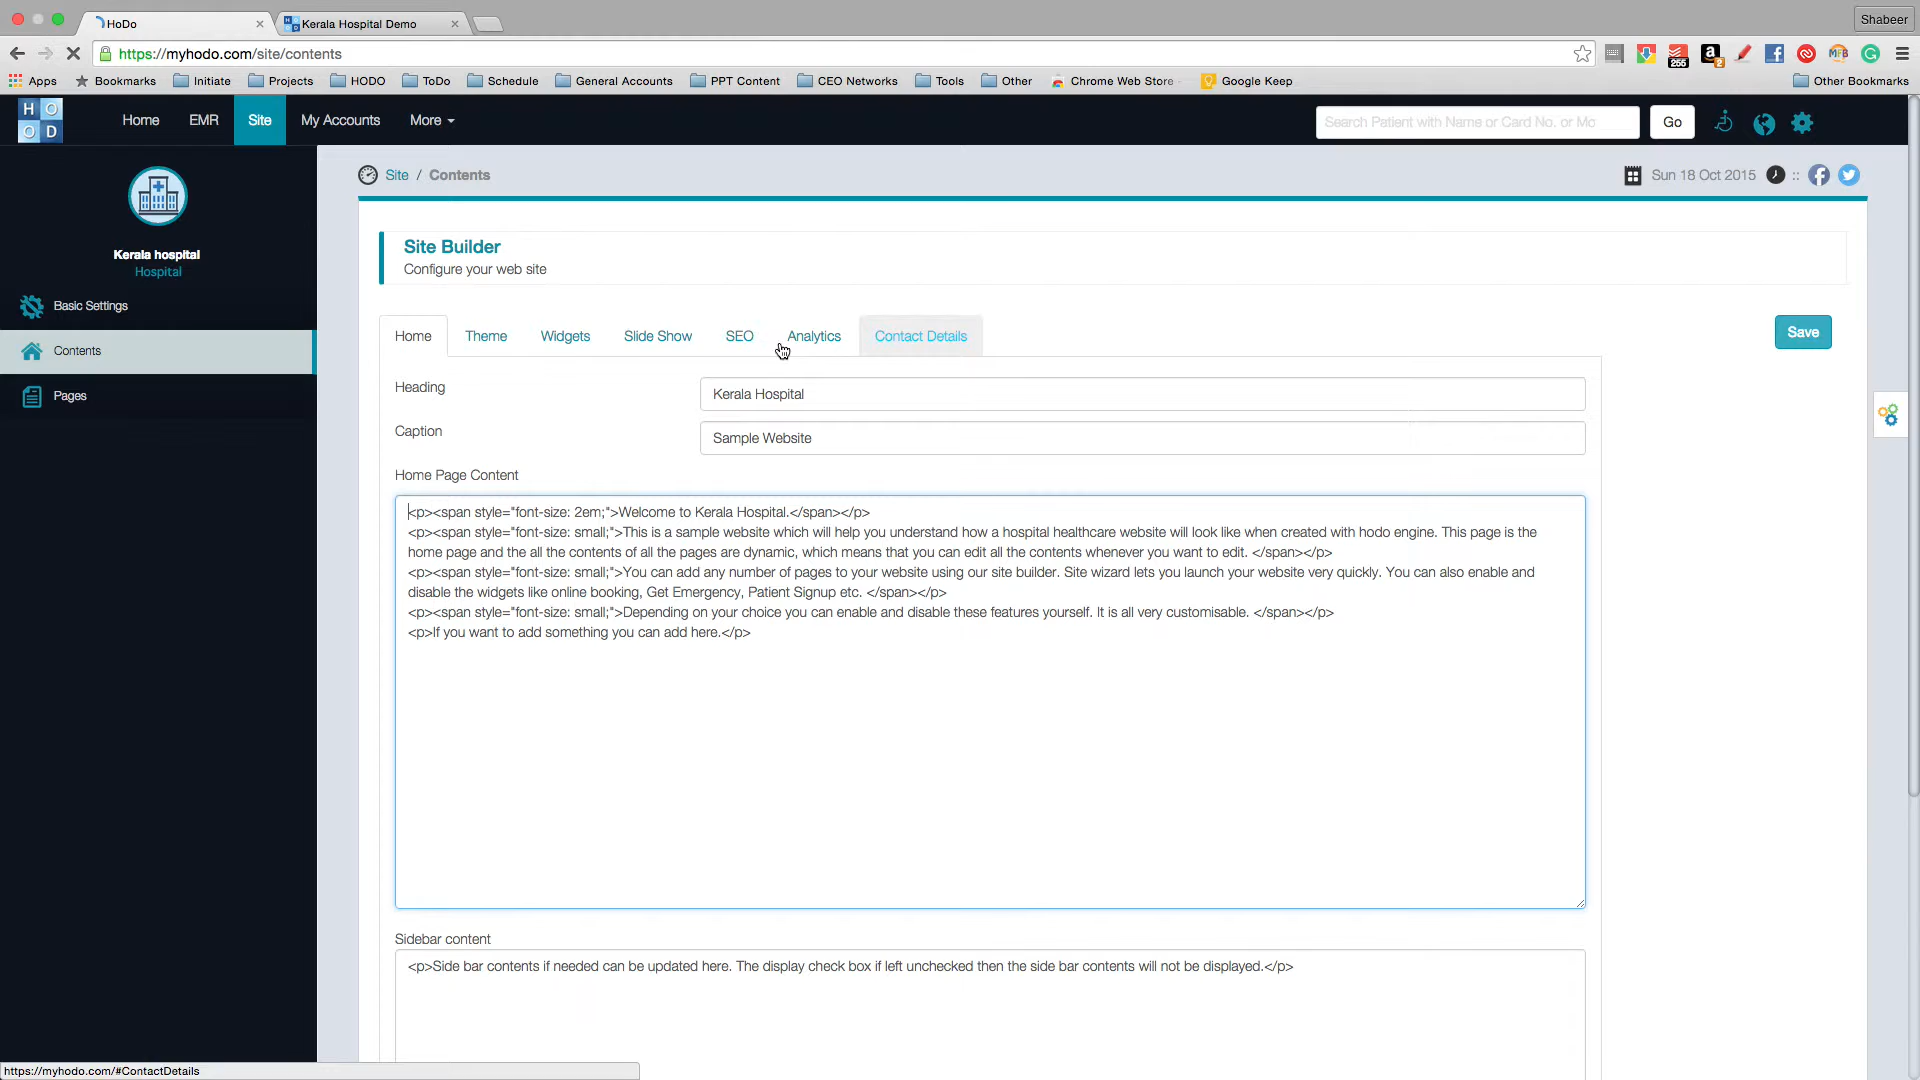 HoDo
Kerala Hospital Demo
Shabeer
https://myhodo.com/site/contents
255
2
Apps
Bookmarks
Initiate
Projects
HODO
ToDo
Schedule
General Accounts
PPT Content
CEO Networks
Tools
Other
Chrome Web Store
Google Keep
Other Bookmarks
H O
O D
Home
EMR
Site
My Accounts
More
Search Patient with Name or Card No. or Mo
Go
Kerala hospital
Hospital
Basic Settings
Contents
Pages
Site / Contents
Sun 18 Oct 2015
::
Site Builder
Configure your web site
Home
Theme
Widgets
Slide Show
SEO
Analytics
Contact Details
Save
Heading
Kerala Hospital
Caption
Sample Website
Home Page Content
<p><span style="font-size: 2em;">Welcome to Kerala Hospital.</span></p>
<p><span style="font-size: small;">This is a sample website which will help you understand how a hospital healthcare website will look like when created with hodo engine. This page is the
home page and the all the contents of all the pages are dynamic, which means that you can edit all the contents whenever you want to edit. </span></p>
<p><span style="font-size: small;">You can add any number of pages to your website using our site builder. Site wizard lets you launch your website very quickly. You can also enable and
disable the widgets like online booking, Get Emergency, Patient Signup etc. </span></p>
<p><span style="font-size: small;">Depending on your choice you can enable and disable these features yourself. It is all very customisable. </span></p>
<p>If you want to add something you can add here.</p>
Sidebar content
<p>Side bar contents if needed can be updated here. The display check box if left unchecked then the side bar contents will not be displayed.</p>
https://myhodo.com/#ContactDetails